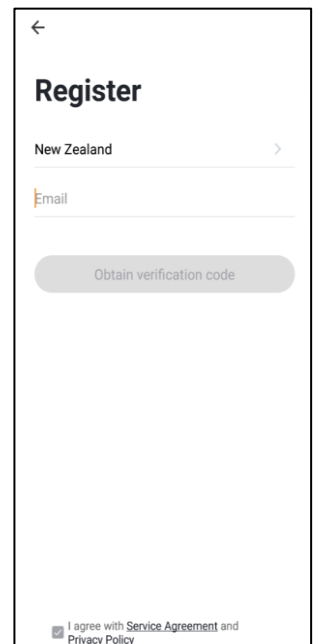 Register
New Zealand
Email
Obtain verification code
I agree with Service Agreement and
Privacy Policy